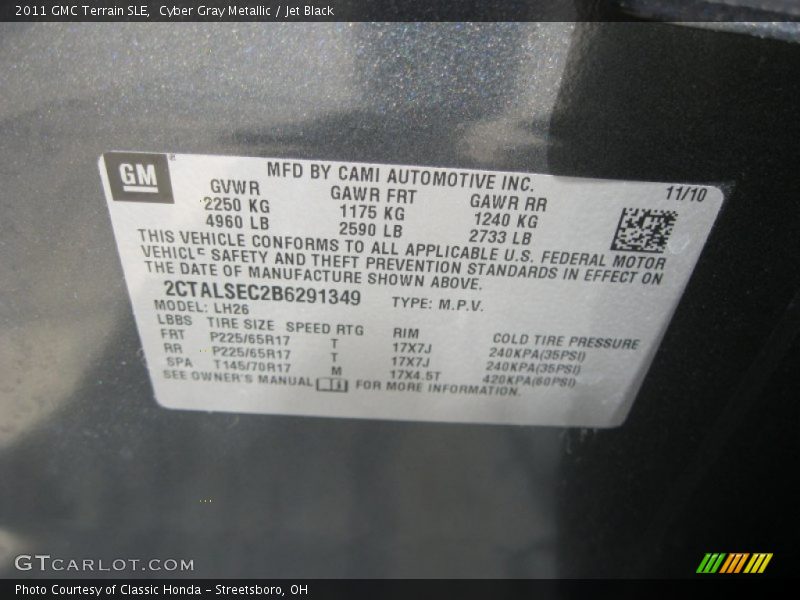 2011 GMC Terrain SLE,  Cyber Gray Metallic / Jet Black
GM
MFD BY CAMI AUTOMOTIVE INC.
11/10
GVWR GAWR FRT GAWR RR
2250 KG 1175 KG 1240 KG
4960 LB 2590 LB 2733 LB
THIS VEHICLE CONFORMS TO ALL APPLICABLE U.S. FEDERAL MOTOR
VEHICLE SAFETY AND THEFT PREVENTION STANDARDS IN EFFECT ON
THE DATE OF MANUFACTURE SHOWN ABOVE.
2CTALSEC2B6291349 TYPE: M.P.V.
MODEL: LH26
LBBS TIRE SIZE SPEED RTG RIM COLD TIRE PRESSURE
FRT P225/65R17 T 17X7J 240KPA(35PSI)
RR P225/65R17 T 17X7J 240KPA(35PSI)
SPA T145/70R17 M 17X4.5T 420KPA(60PSI)
SEE OWNER'S MANUAL FOR MORE INFORMATION.
GTCARLOT.COM
Photo Courtesy of Classic Honda - Streetsboro, OH